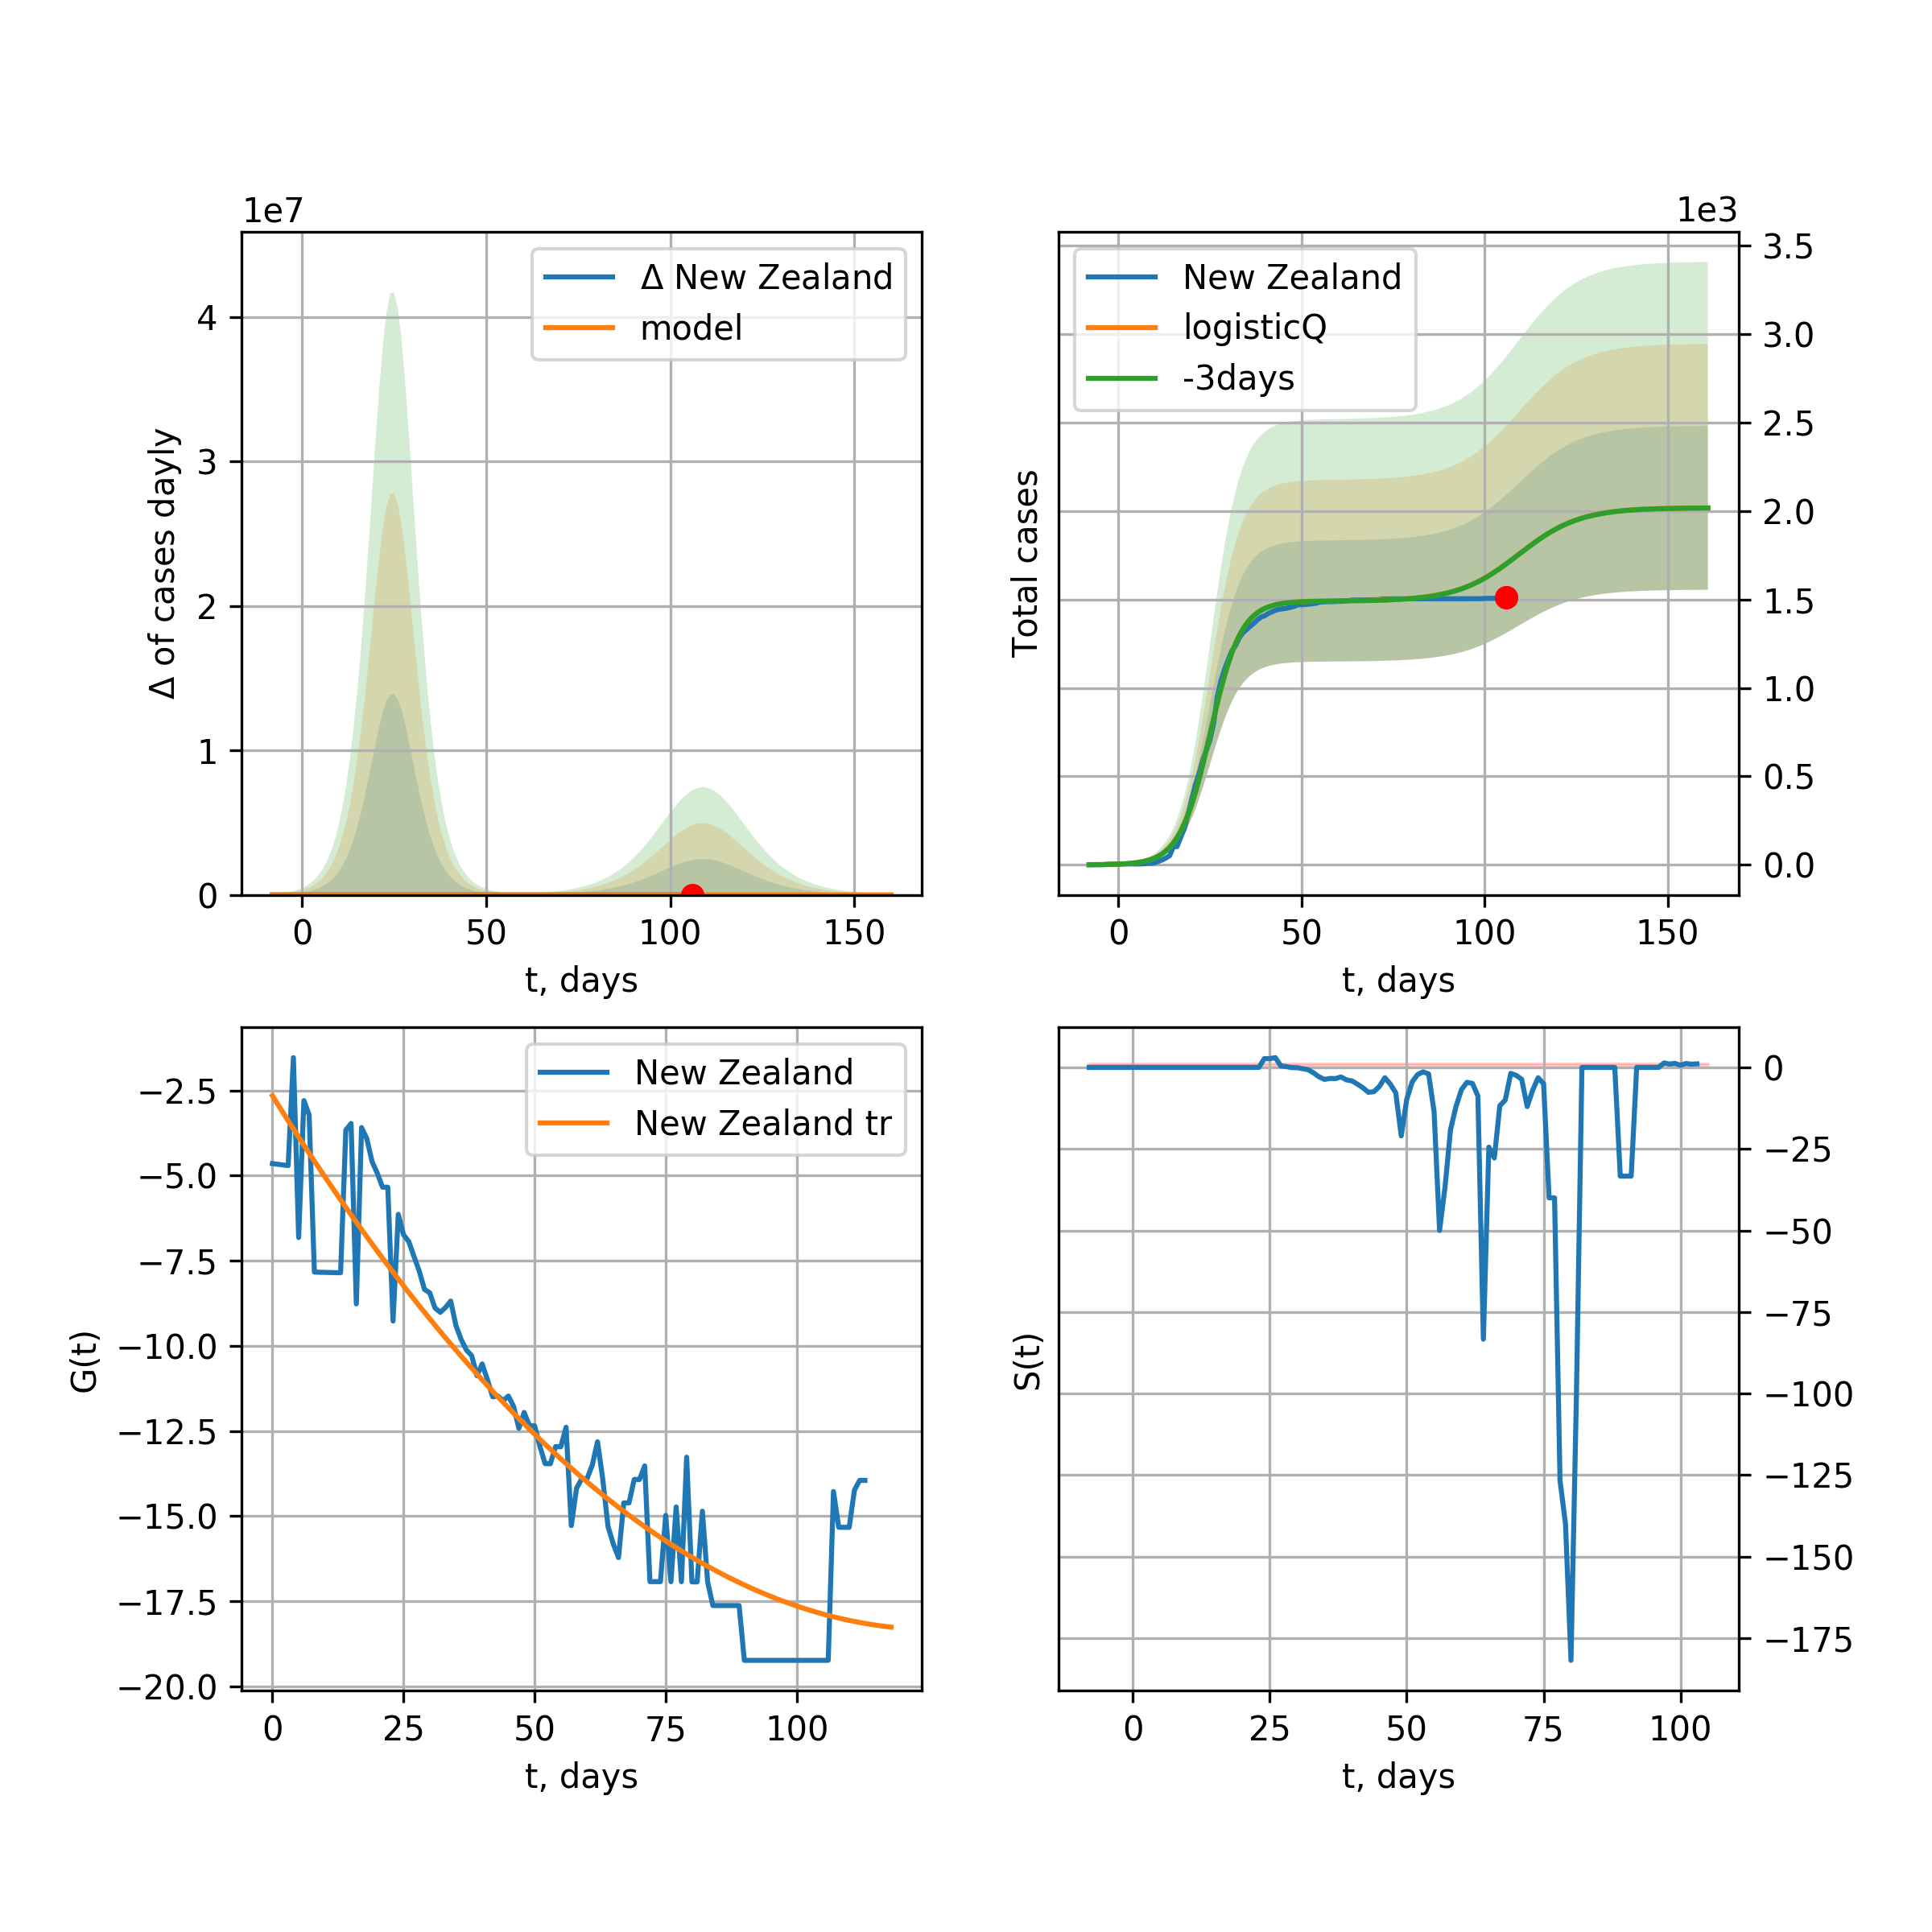 1e7
Δ of cases dayly
4
3
2
1
0
Δ New Zealand
model
0 50 100 150
t, days
1e3
Total cases
New Zealand
logisticQ
-3days
3.5
3.0
2.5
2.0
1.5
1.0
0.5
0.0
0 50 100 150
t, days
G(t)
−2.5
−5.0
−7.5
−10.0
−12.5
−15.0
−17.5
−20.0
New Zealand
New Zealand tr
0 25 50 75 100
t, days
S(t)
0
−25
−50
−75
−100
−125
−150
−175
0 25 50 75 100
t, days